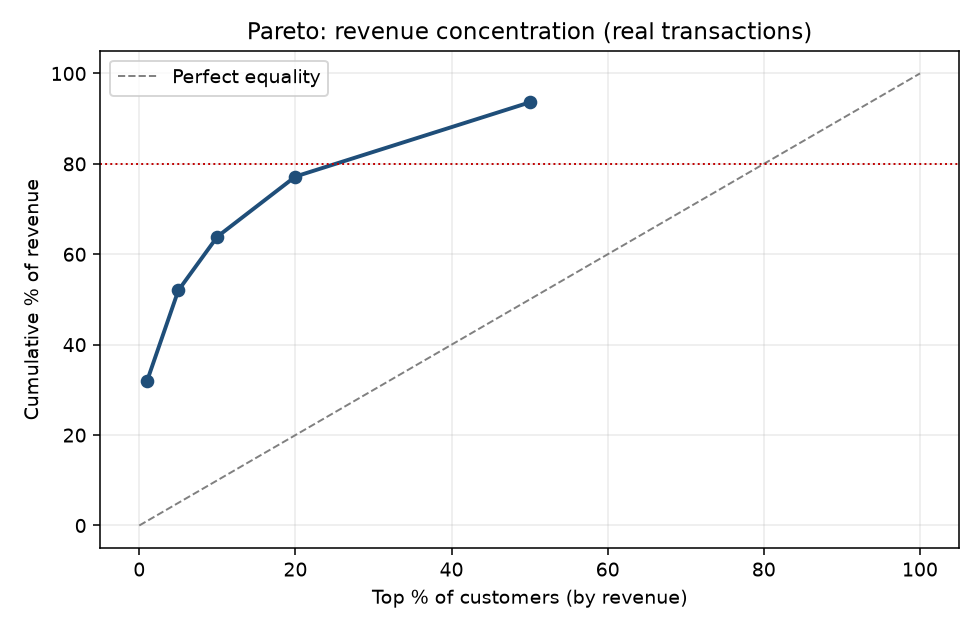 Pareto: revenue concentration (real transactions)
Perfect equality
100
80
60
40
20
0
Cumulative % of revenue
0 20 40 60 80 100
Top % of customers (by revenue)